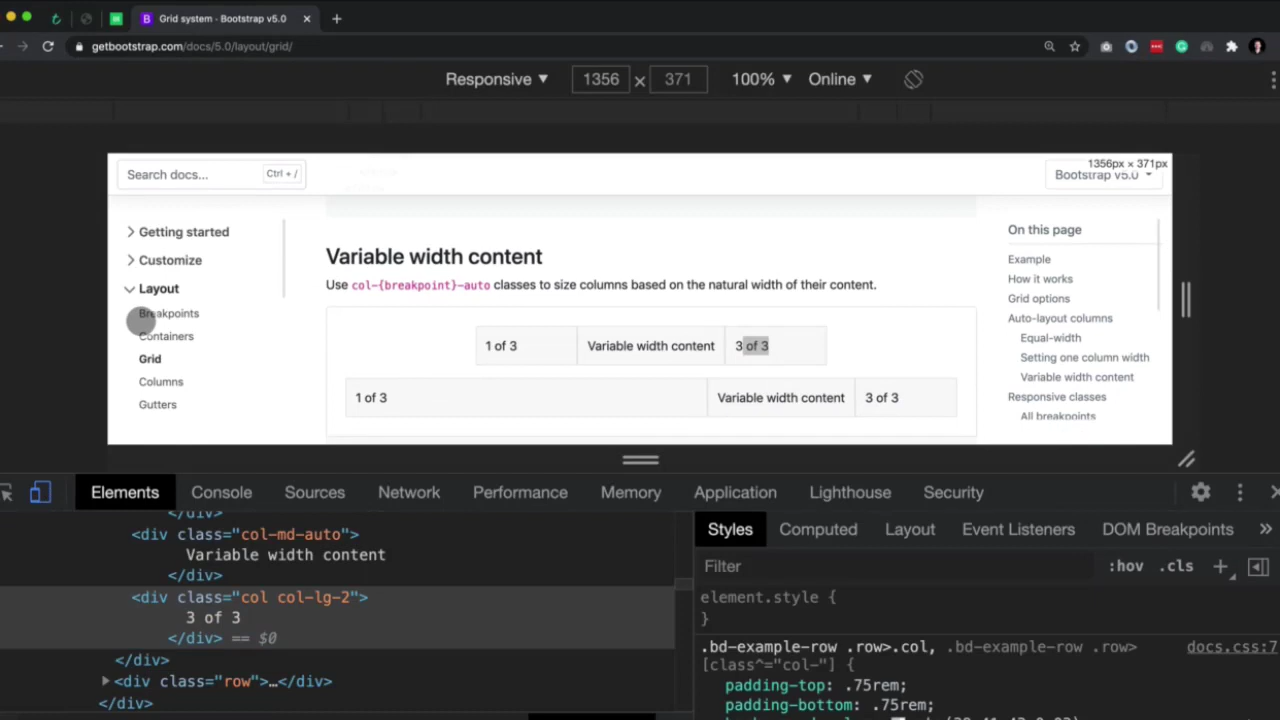 Grid system · Bootstrap v5.0
getbootstrap.com/docs/5.0/layout/grid/
Responsive 1356 × 371 100% Online
1356px × 371px
Search docs... Ctrl + /
Bootstrap v5.0
Getting started
Customize
Layout
Breakpoints
Containers
Grid
Columns
Gutters
Variable width content
Use col-{breakpoint}-auto classes to size columns based on the natural width of their content.
1 of 3 Variable width content 3 of 3
1 of 3 Variable width content 3 of 3
On this page
Example
How it works
Grid options
Auto-layout columns
Equal-width
Setting one column width
Variable width content
Responsive classes
All breakpoints
Elements Console Sources Network Performance Memory Application Lighthouse Security
</div>
<div class="col-md-auto">
Variable width content
</div>
<div class="col col-lg-2">
3 of 3
</div> == $0
</div>
<div class="row">…</div>
</div>
Styles Computed Layout Event Listeners DOM Breakpoints »
Filter :hov .cls +
element.style {
}
.bd-example-row .row>.col, .bd-example-row .row> docs.css:7
[class^="col-"] {
padding-top: .75rem;
padding-bottom: .75rem;